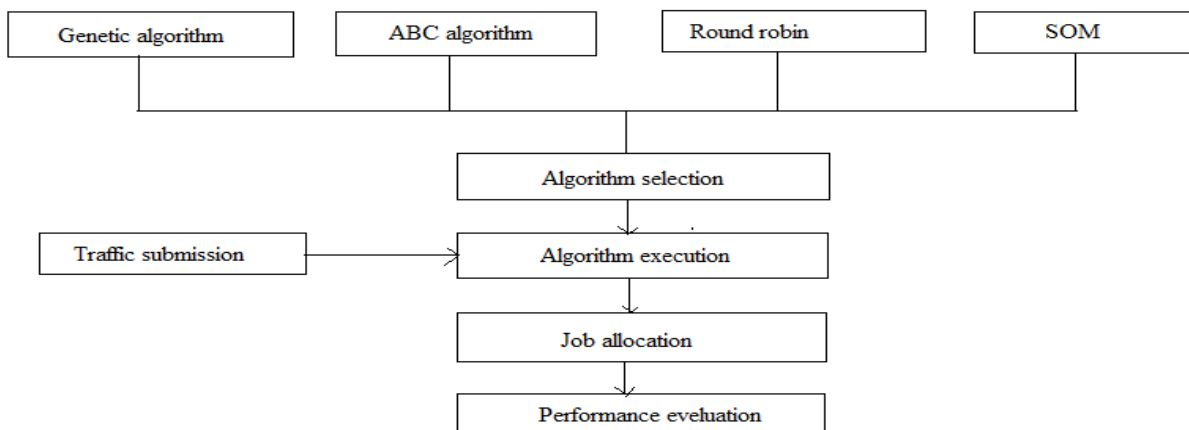 Genetic algorithm
ABC algorithm
Round robin
SOM
Algorithm selection
Traffic submission
Algorithm execution
Job allocation
Performance eveluation